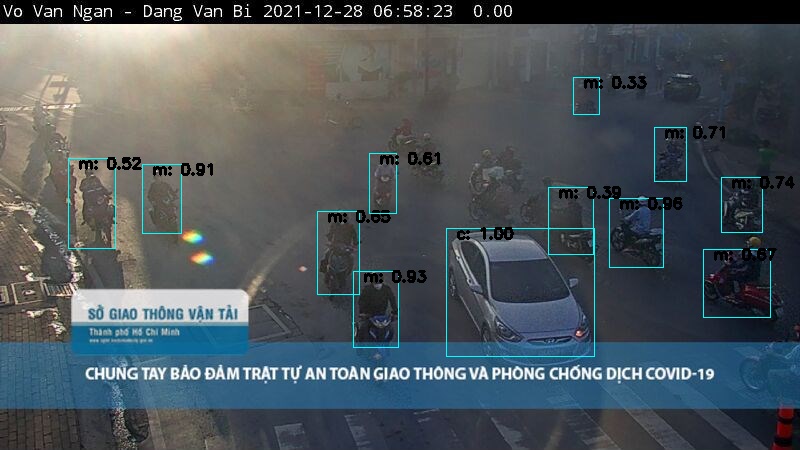 Vo Van Ngan - Dang Van Bi 2021-12-28 06:58:23 0.00
m: 0.33
m: 0.71
m: 0.52
m: 0.91
m: 0.61
m: 0.74
m: 0.39
m: 0.96
m: 0.65
c: 1.00
m: 0.67
m: 0.93
SỞ GIAO THÔNG VẬN TẢI
Thành phố Hồ Chí Minh
CHUNG TAY BẢO ĐẢM TRẬT TỰ AN TOÀN GIAO THÔNG VÀ PHÒNG CHỐNG DỊCH COVID-19